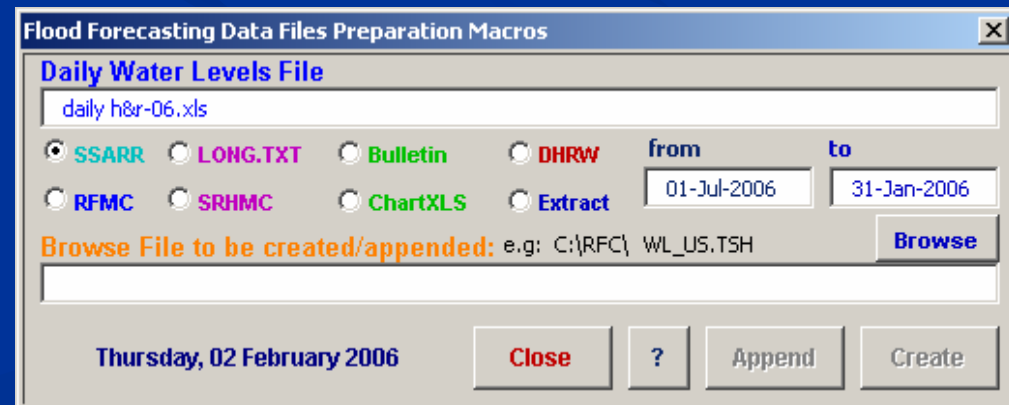 Flood Forecasting Data Files Preparation Macros
Daily Water Levels File
daily h&r-06.xls
SSARR LONG.TXT Bulletin DHRW from to
RFMC SRHMC ChartXLS Extract 01-Jul-2006 31-Jan-2006
Browse File to be created/appended: e.g: C:\RFC\ WL_US.TSH Browse
Thursday, 02 February 2006 Close ? Append Create